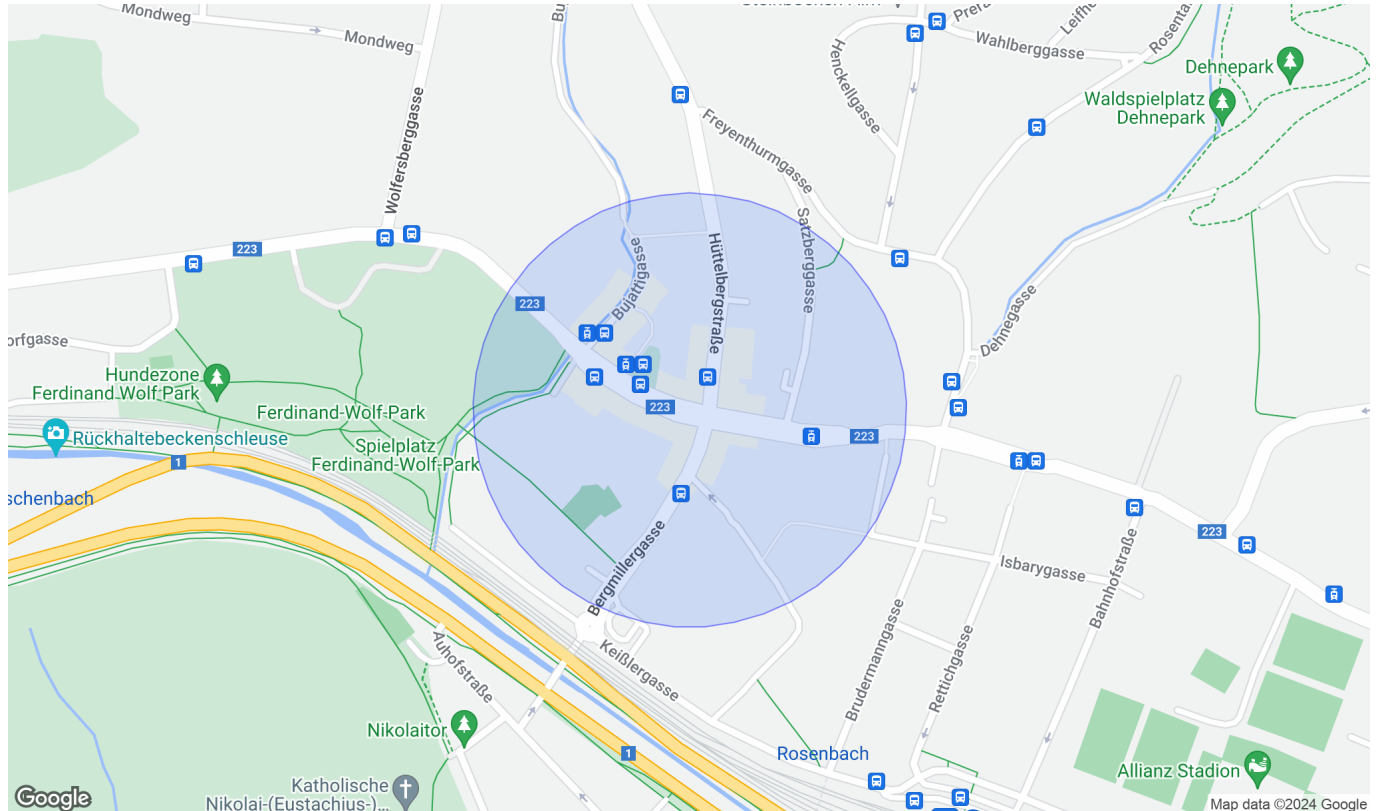 Mondweg
Mondweg
Wolfersberggasse
Henckellgasse
Wahlberggasse
Dehnepark
Waldspielplatz
Dehnepark
Freyenthurmgasse
Satzberggasse
Hüttelbergstraße
Bujattigasse
223
223
Dehnegasse
orfgasse
Hundezone
Ferdinand Wolf Park
Ferdinand-Wolf-Park
223
223
Rückhaltebeckenschleuse
Spielplatz
Ferdinand-Wolf-Park
1
schenbach
223
Isbarygasse
Bahnhofstraße
Bergmillergasse
Keißlergasse
Brudermanngasse
Rettichgasse
Auhofstraße
Nikolaitor
1
Rosenbach
Allianz Stadion
Katholische
Nikolai-(Eustachius-)...
Google
Map data ©2024 Google